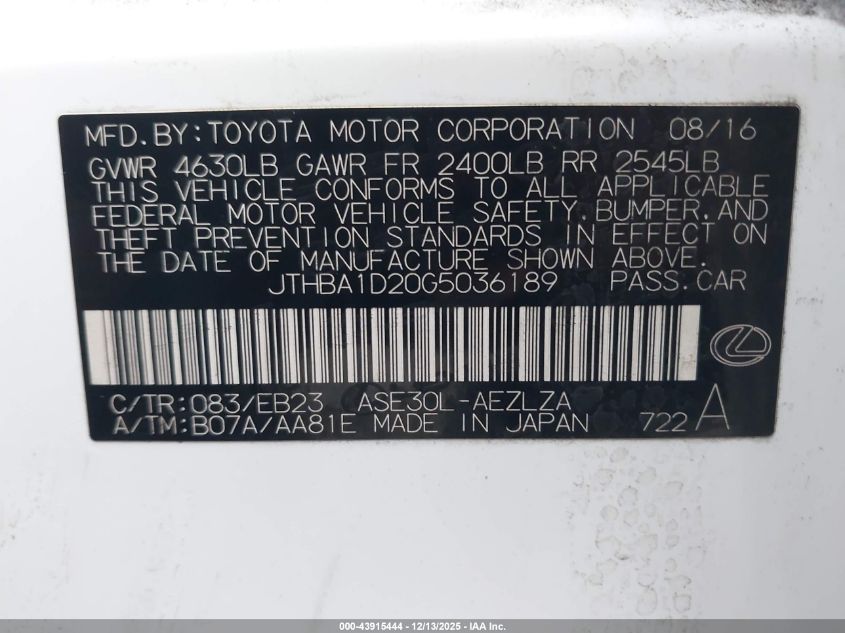 MFD.BY:TOYOTA MOTOR CORPORATION 08/16
GVWR 4630LB GAWR FR 2400LB RR 2545LB
THIS VEHICLE CONFORMS TO ALL APPLICABLE
FEDERAL MOTOR VEHICLE SAFETY,BUMPER,AND
THEFT PREVENTION STANDARDS IN EFFECT ON
THE DATE OF MANUFACTURE SHOWN ABOVE.
JTHBA1D20G5036189 PASS.CAR
C/TR:083/EB23 ASE30L-AEZLZA
A/TM:B07A/AA81E MADE IN JAPAN 722 A
000-43915444 - 12/13/2025 - IAA Inc.